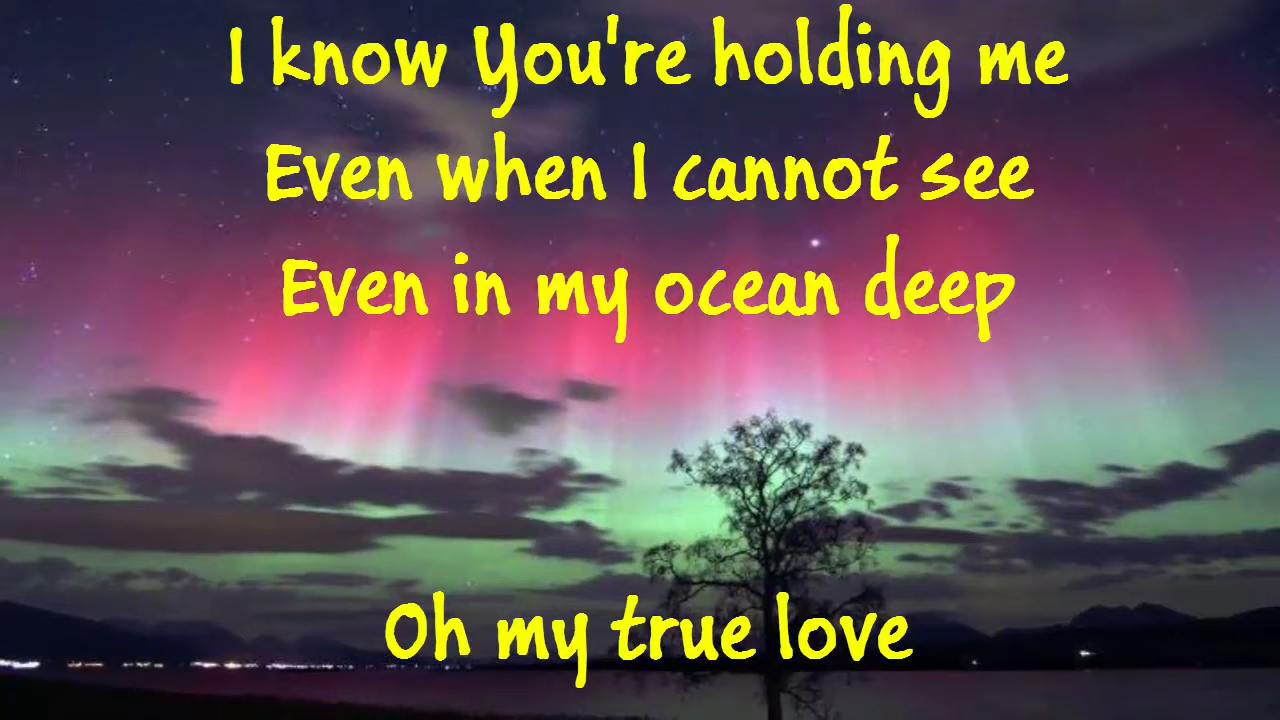 I know You're holding me
Even when I cannot see
Even in my ocean deep
Oh my true love